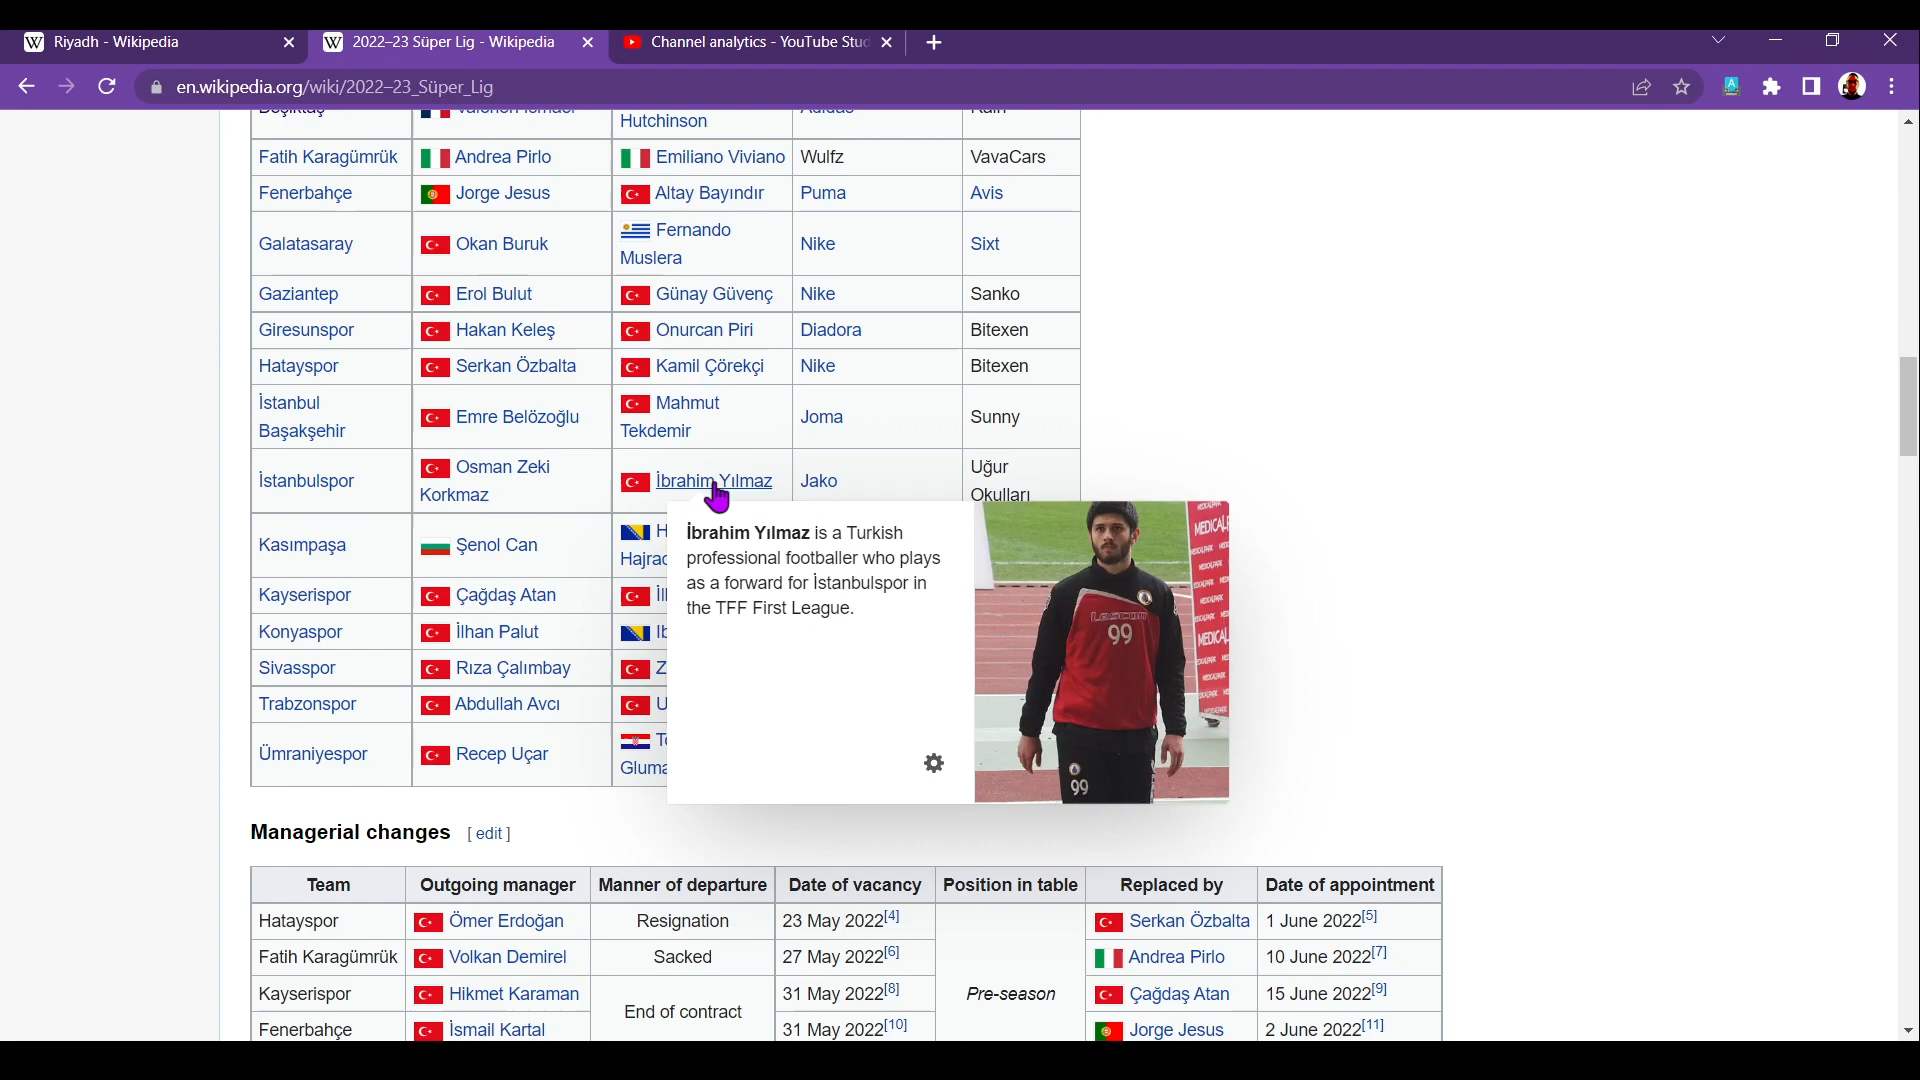 Riyadh - Wikipedia
2022–23 Süper Lig - Wikipedia
Channel analytics - YouTube Stud
en.wikipedia.org/wiki/2022–23_Süper_Lig
Hutchinson
Fatih Karagümrük Andrea Pirlo Emiliano Viviano Wulfz VavaCars
Fenerbahçe Jorge Jesus Altay Bayındır Puma Avis
Galatasaray Okan Buruk Fernando Muslera Nike Sixt
Gaziantep Erol Bulut Günay Güvenç Nike Sanko
Giresunspor Hakan Keleş Onurcan Piri Diadora Bitexen
Hatayspor Serkan Özbalta Kamil Çörekçi Nike Bitexen
İstanbul Başakşehir Emre Belözoğlu Mahmut Tekdemir Joma Sunny
İstanbulspor Osman Zeki Korkmaz İbrahim Yılmaz Jako Uğur Okulları
İbrahim Yılmaz is a Turkish
professional footballer who plays
as a forward for İstanbulspor in
the TFF First League.
LESCON
99
99
MEDICALPARK
Kasımpaşa Şenol Can H
Hajrad
Kayserispor Çağdaş Atan İl
Konyaspor İlhan Palut Ib
Sivasspor Rıza Çalımbay Z
Trabzonspor Abdullah Avcı U
Ümraniyespor Recep Uçar To
Gluma
Managerial changes [ edit ]
Team Outgoing manager Manner of departure Date of vacancy Position in table Replaced by Date of appointment
Hatayspor Ömer Erdoğan Resignation 23 May 2022[4] Serkan Özbalta 1 June 2022[5]
Fatih Karagümrük Volkan Demirel Sacked 27 May 2022[6] Andrea Pirlo 10 June 2022[7]
Kayserispor Hikmet Karaman End of contract 31 May 2022[8] Pre-season Çağdaş Atan 15 June 2022[9]
Fenerbahçe İsmail Kartal 31 May 2022[10] Jorge Jesus 2 June 2022[11]